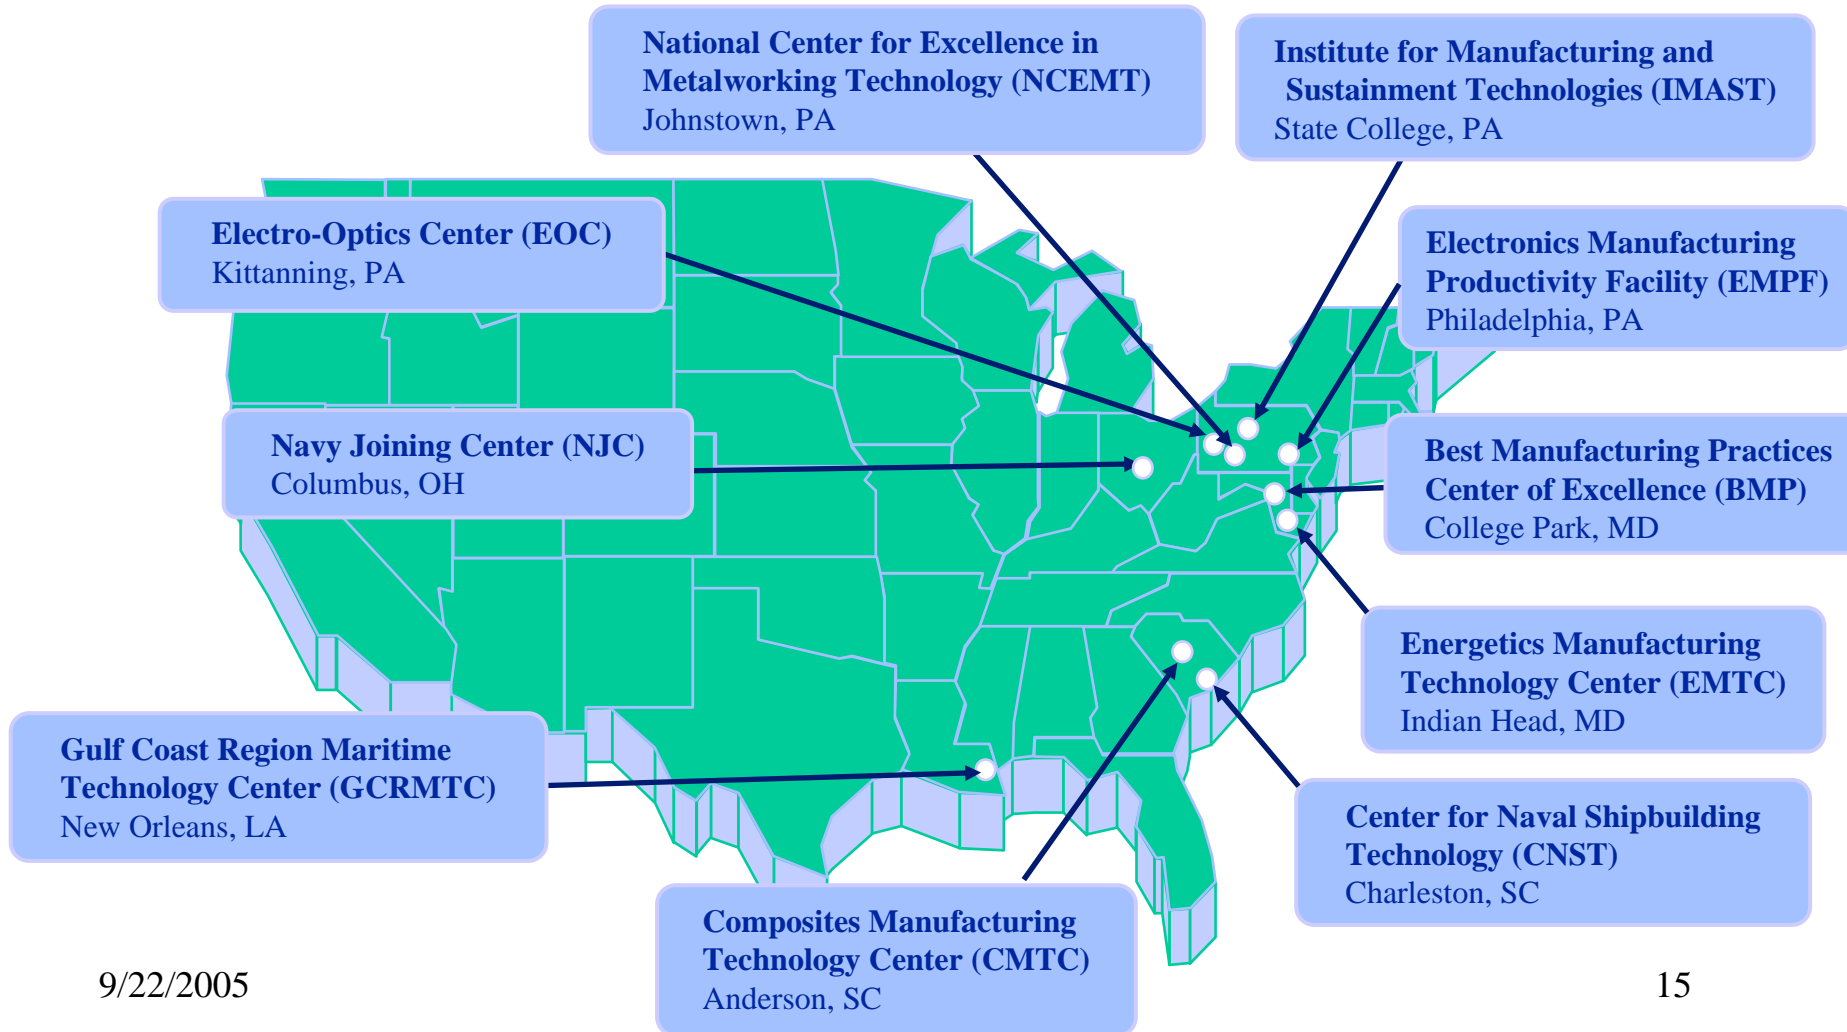 National Center for Excellence in
Metalworking Technology (NCEMT)
Johnstown, PA
Institute for Manufacturing and
Sustainment Technologies (IMAST)
State College, PA
Electro-Optics Center (EOC)
Kittanning, PA
Electronics Manufacturing
Productivity Facility (EMPF)
Philadelphia, PA
Navy Joining Center (NJC)
Columbus, OH
Best Manufacturing Practices
Center of Excellence (BMP)
College Park, MD
Energetics Manufacturing
Technology Center (EMTC)
Indian Head, MD
Gulf Coast Region Maritime
Technology Center (GCRMTC)
New Orleans, LA
Center for Naval Shipbuilding
Technology (CNST)
Charleston, SC
Composites Manufacturing
Technology Center (CMTC)
Anderson, SC
9/22/2005
15